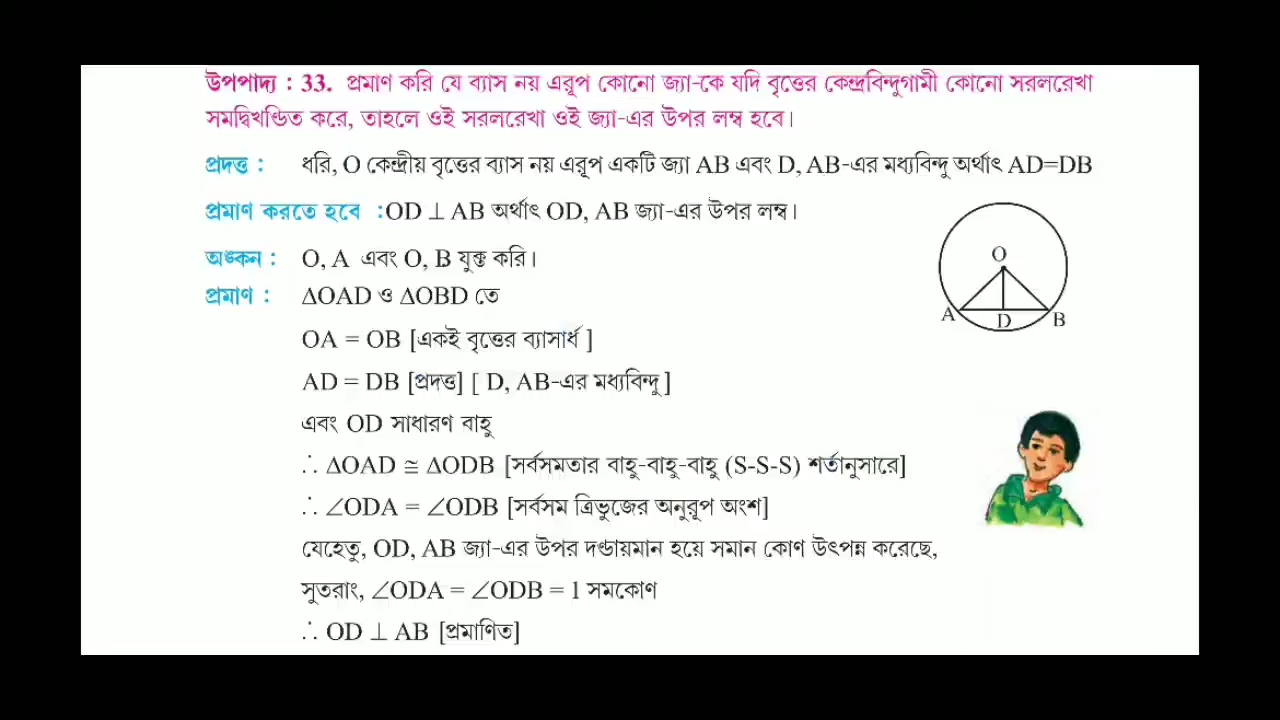 উপপাদ্য : 33. প্রমাণ করি যে ব্যাস নয় এরূপ কোনো জ্যা-কে যদি বৃত্তের কেন্দ্রবিন্দুগামী কোনো সরলরেখা
সমদ্বিখণ্ডিত করে, তাহলে ওই সরলরেখা ওই জ্যা-এর উপর লম্ব হবে।
প্রদত্ত : ধরি, O কেন্দ্রীয় বৃত্তের ব্যাস নয় এরূপ একটি জ্যা AB এবং D, AB-এর মধ্যবিন্দু অর্থাৎ AD=DB
প্রমাণ করতে হবে : OD ⊥ AB অর্থাৎ OD, AB জ্যা-এর উপর লম্ব।
অঙ্কন : O, A এবং O, B যুক্ত করি।
প্রমাণ : ΔOAD ও ΔOBD তে
OA = OB [একই বৃত্তের ব্যাসার্ধ ]
AD = DB [প্রদত্ত] [ D, AB-এর মধ্যবিন্দু ]
এবং OD সাধারণ বাহু
∴ ΔOAD ≅ ΔODB [সর্বসমতার বাহু-বাহু-বাহু (S-S-S) শর্তানুসারে]
∴ ∠ODA = ∠ODB [সর্বসম ত্রিভুজের অনুরূপ অংশ]
যেহেতু, OD, AB জ্যা-এর উপর দণ্ডায়মান হয়ে সমান কোণ উৎপন্ন করেছে,
সুতরাং, ∠ODA = ∠ODB = 1 সমকোণ
∴ OD ⊥ AB [প্রমাণিত]
O
A D B